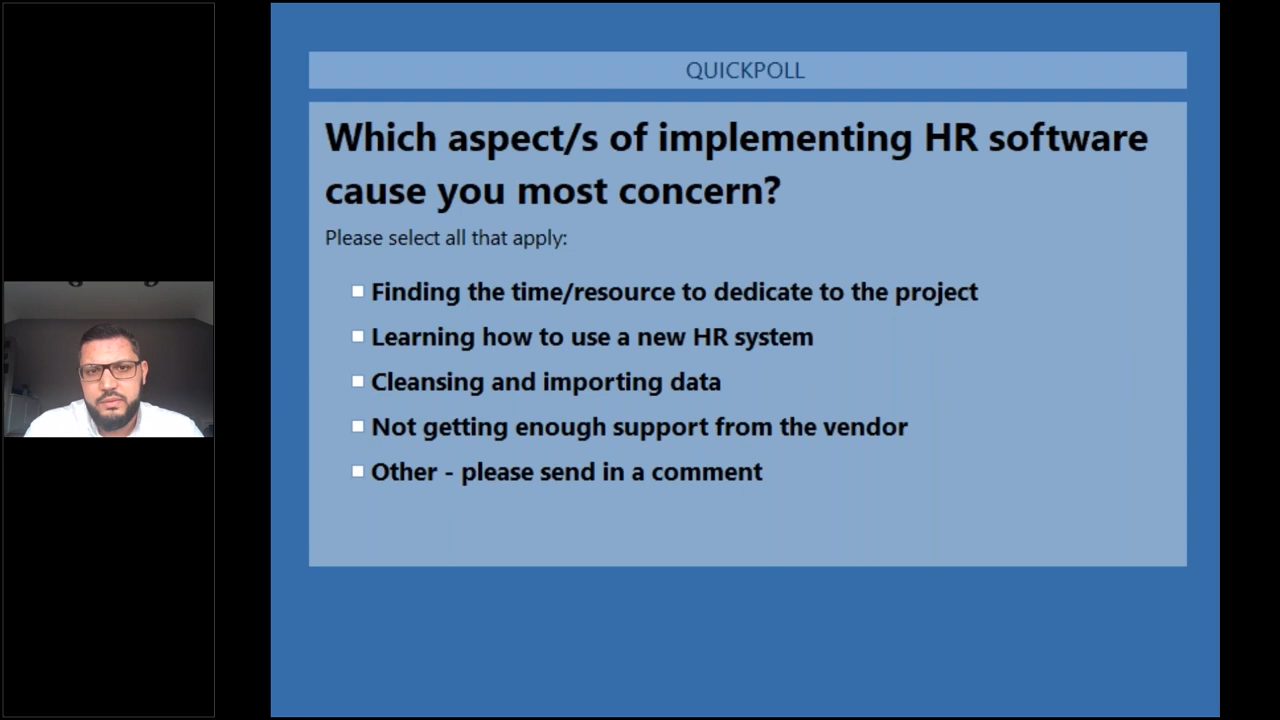 QUICKPOLL
Which aspect/s of implementing HR software
cause you most concern?
Please select all that apply:
Finding the time/resource to dedicate to the project
Learning how to use a new HR system
Cleansing and importing data
Not getting enough support from the vendor
Other - please send in a comment